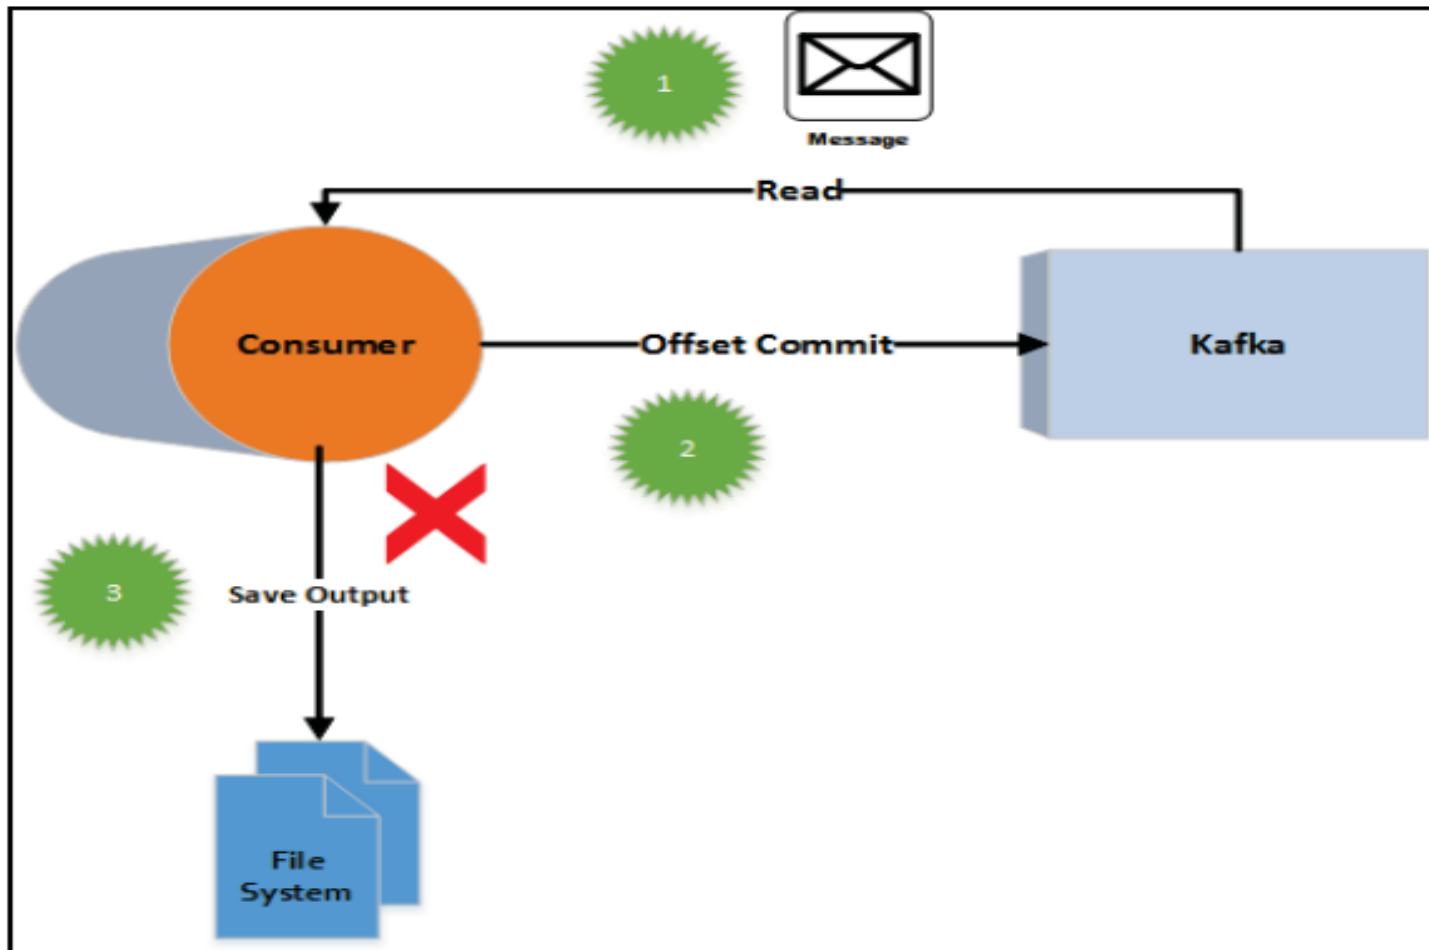 1
Message
Read
Consumer
Offset Commit
Kafka
2
3
Save Output
File
System